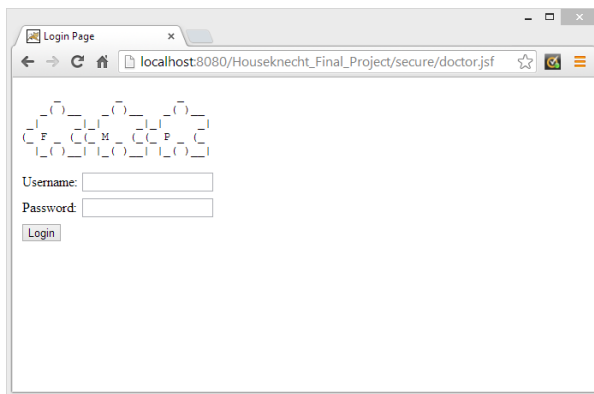 Login Page
localhost:8080/Houseknecht_Final_Project/secure/doctor.jsf
F M P
Username:
Password:
Login